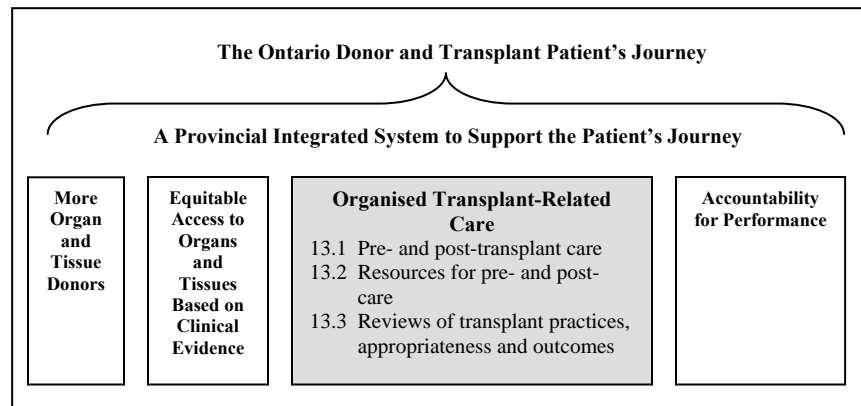 The Ontario Donor and Transplant Patient's Journey
A Provincial Integrated System to Support the Patient's Journey
More
Organ
and
Tissue
Donors
Equitable
Access to
Organs
and
Tissues
Based on
Clinical
Evidence
Organised Transplant-Related
Care
13.1 Pre- and post-transplant care
13.2 Resources for pre- and post-
care
13.3 Reviews of transplant practices,
appropriateness and outcomes
Accountability
for Performance